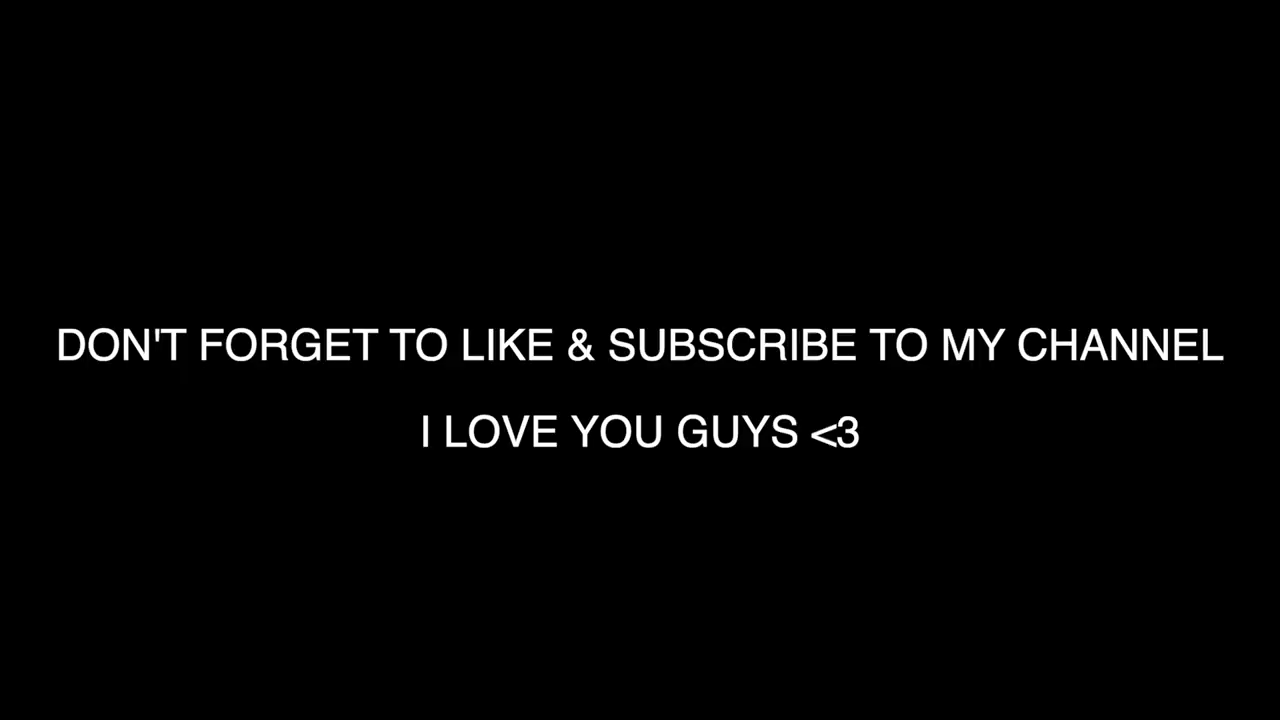 DON'T FORGET TO LIKE & SUBSCRIBE TO MY CHANNEL
I LOVE YOU GUYS <3